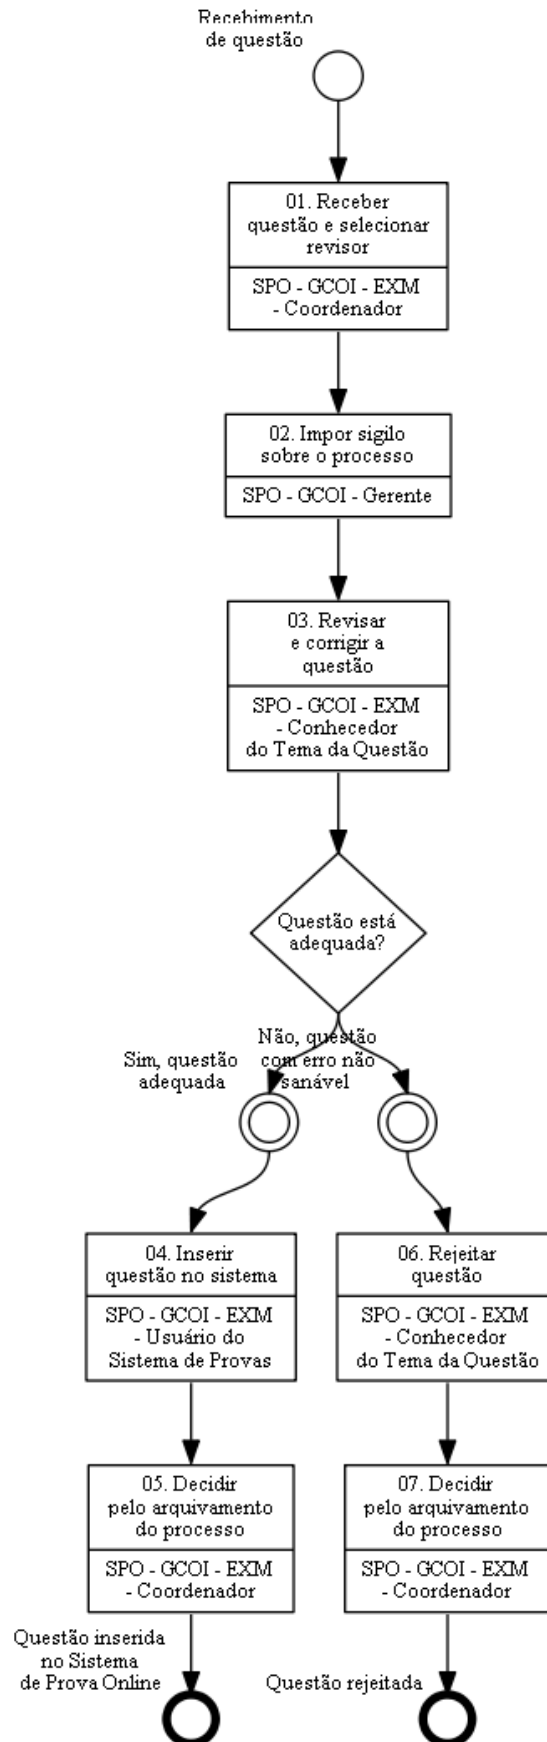 Recebimento
de questão
01. Receber
questão e selecionar
revisor
SPO - GCOI - EXM
- Coordenador
02. Impor sigilo
sobre o processo
SPO - GCOI - Gerente
03. Revisar
e corrigir a
questão
SPO - GCOI - EXM
- Conhecedor
do Tema da Questão
Questão está
adequada?
Sim, questão
adequada
Não, questão
com erro não
sanável
04. Inserir
questão no sistema
SPO - GCOI - EXM
- Usuário do
Sistema de Provas
06. Rejeitar
questão
SPO - GCOI - EXM
- Conhecedor
do Tema da Questão
05. Decidir
pelo arquivamento
do processo
SPO - GCOI - EXM
- Coordenador
07. Decidir
pelo arquivamento
do processo
SPO - GCOI - EXM
- Coordenador
Questão inserida
no Sistema
de Prova Online
Questão rejeitada